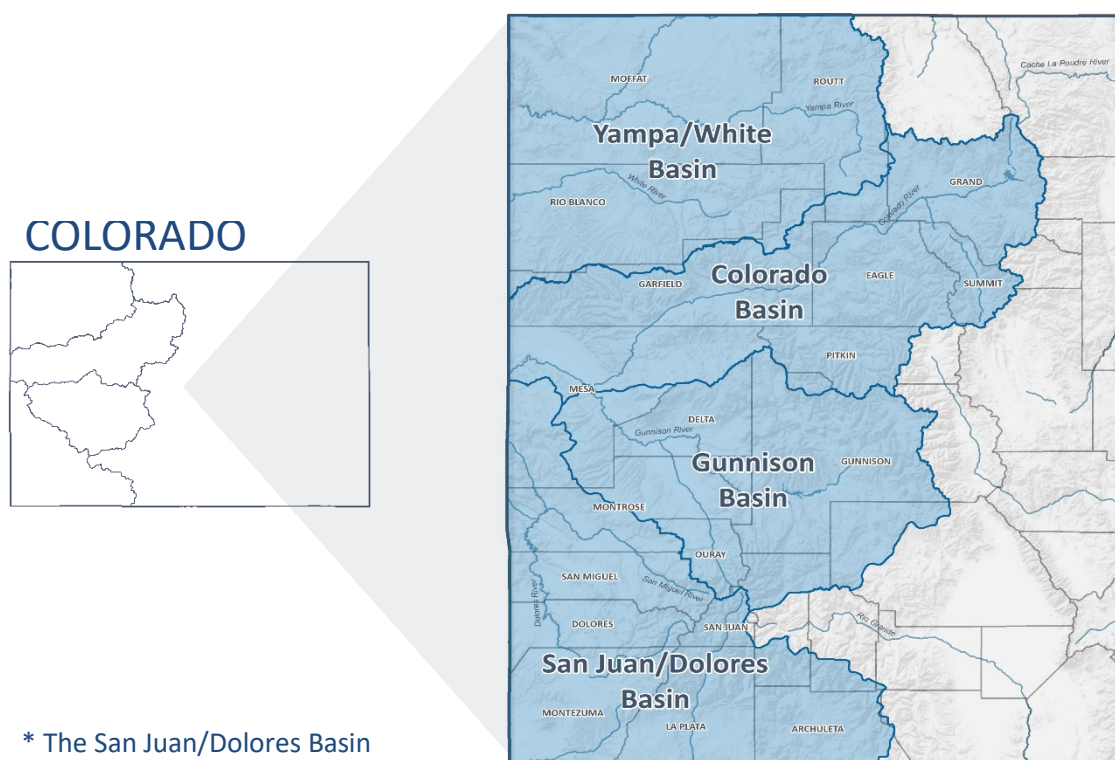 COLORADO
* The San Juan/Dolores Basin
Cache La Poudre River
MOFFAT
ROUTT
Yampa River
Yampa/White
Basin
GRAND
White River
RIO BLANCO
Colorado River
Colorado
Basin
EAGLE
GARFIELD
SUMMIT
PITKIN
MESA
DELTA
Gunnison River
Gunnison
Basin
GUNNISON
MONTROSE
OURAY
SAN MIGUEL
San Miguel River
Dolores River
DOLORES
SAN JUAN
Rio Grande
San Juan/Dolores
Basin
MONTEZUMA
LA PLATA
ARCHULETA